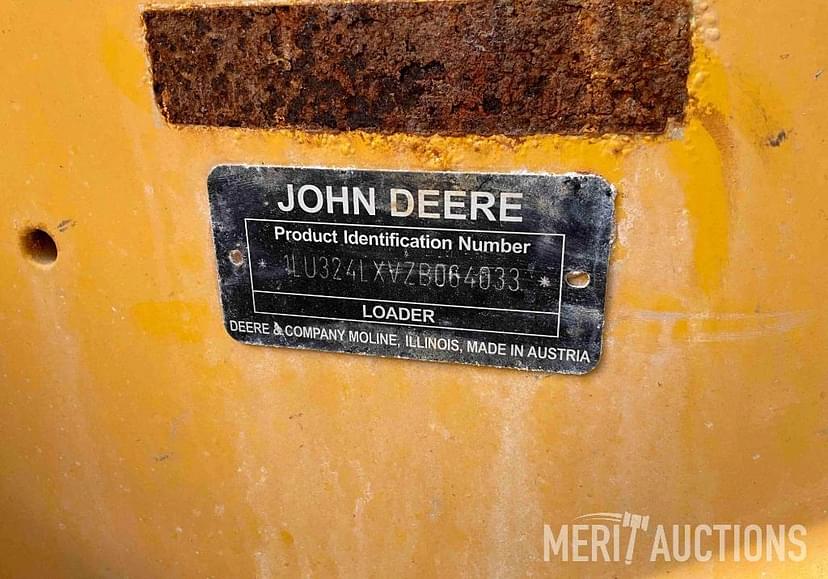 JOHN DEERE
Product Identification Number
* 1LU324LXVZB064033 *
LOADER
DEERE & COMPANY MOLINE, ILLINOIS, MADE IN AUSTRIA
MERIT AUCTIONS